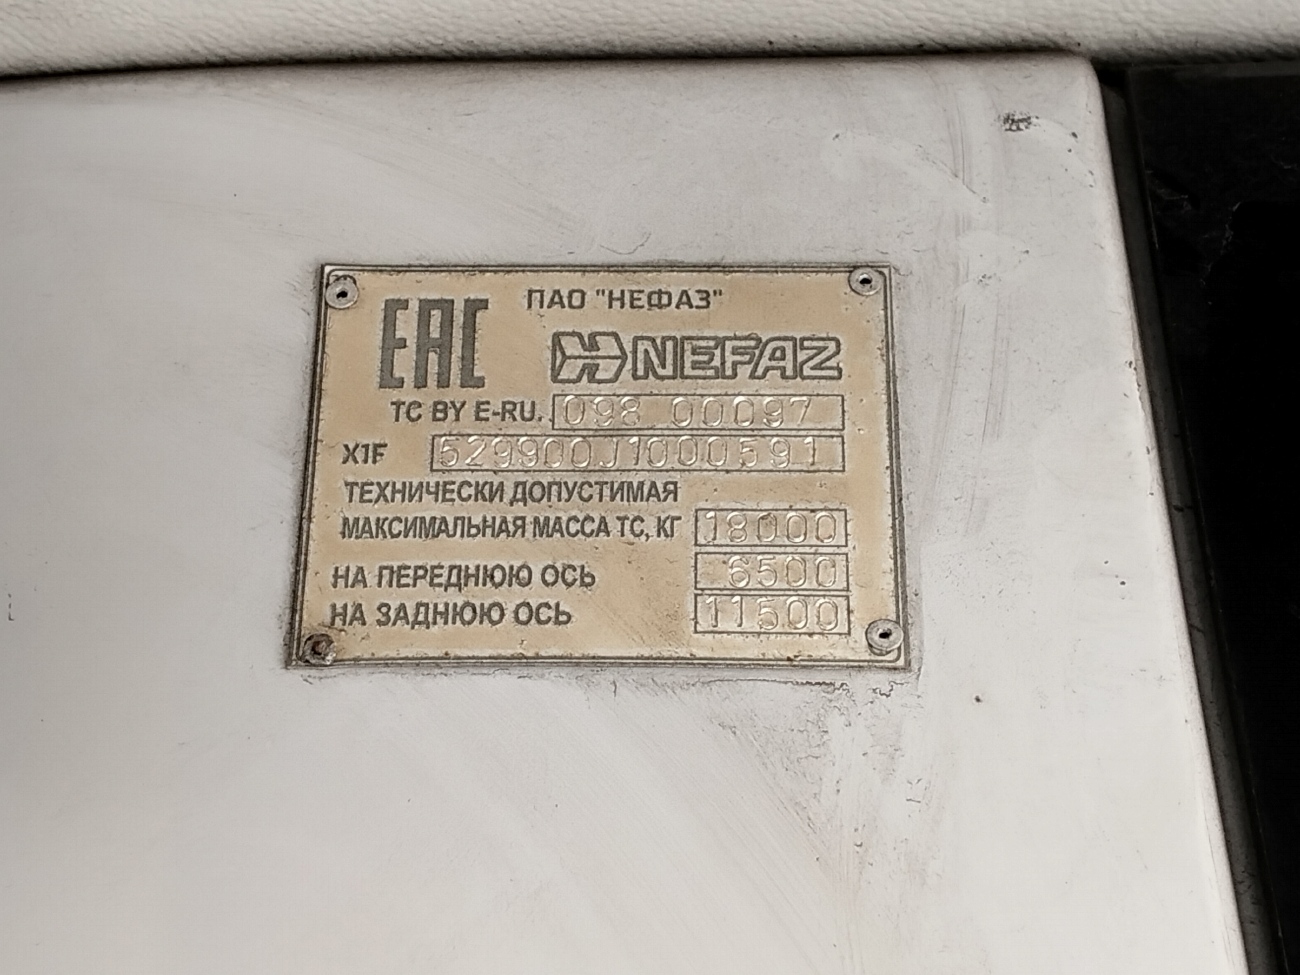 ПАО "НЕФАЗ"
EAC
NEFAZ
ТС BY E-RU. 098 00097
X1F 529900J1000591
ТЕХНИЧЕСКИ ДОПУСТИМАЯ
МАКСИМАЛЬНАЯ МАССА ТС, КГ 18000
НА ПЕРЕДНЮЮ ОСЬ 6500
НА ЗАДНЮЮ ОСЬ 11500